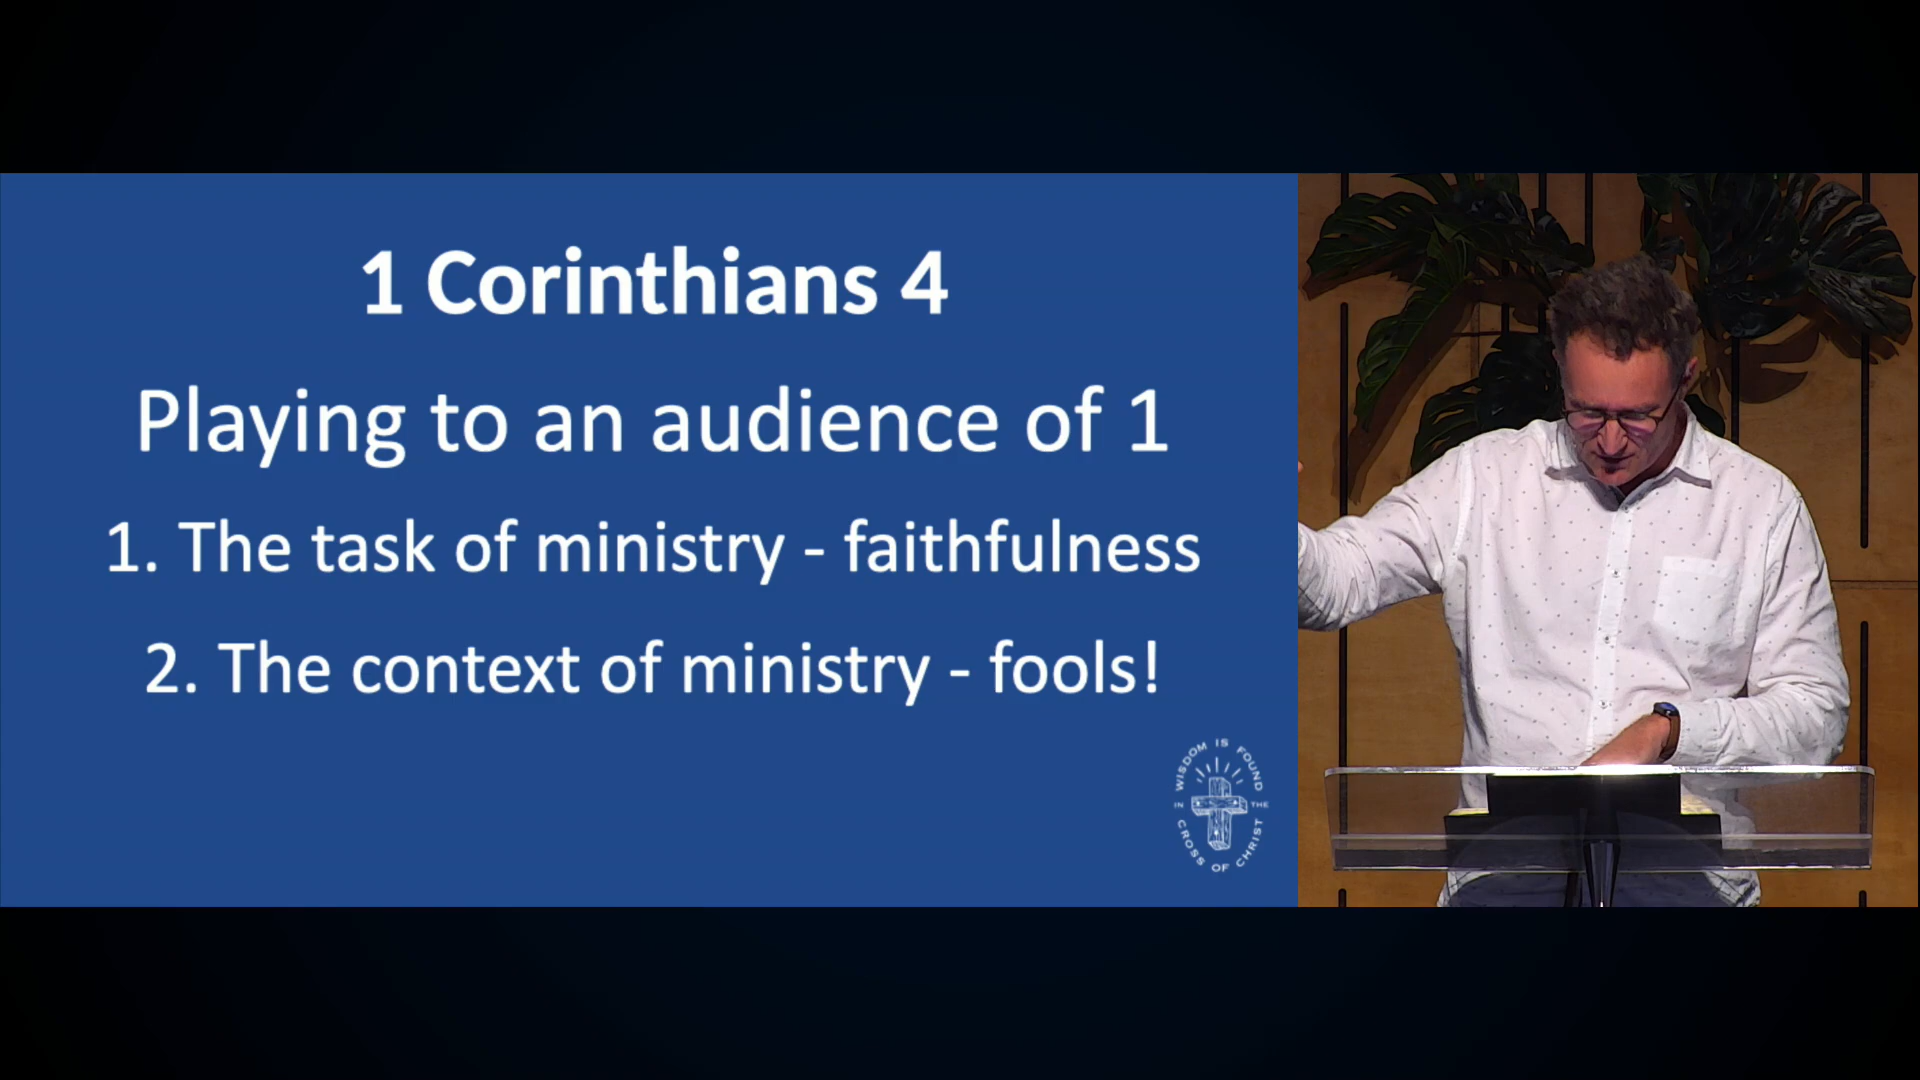 1 Corinthians 4
Playing to an audience of 1
1. The task of ministry - faithfulness
2. The context of ministry - fools!
WISDOM IS FOUND
IN THE
CROSS OF CHRIST